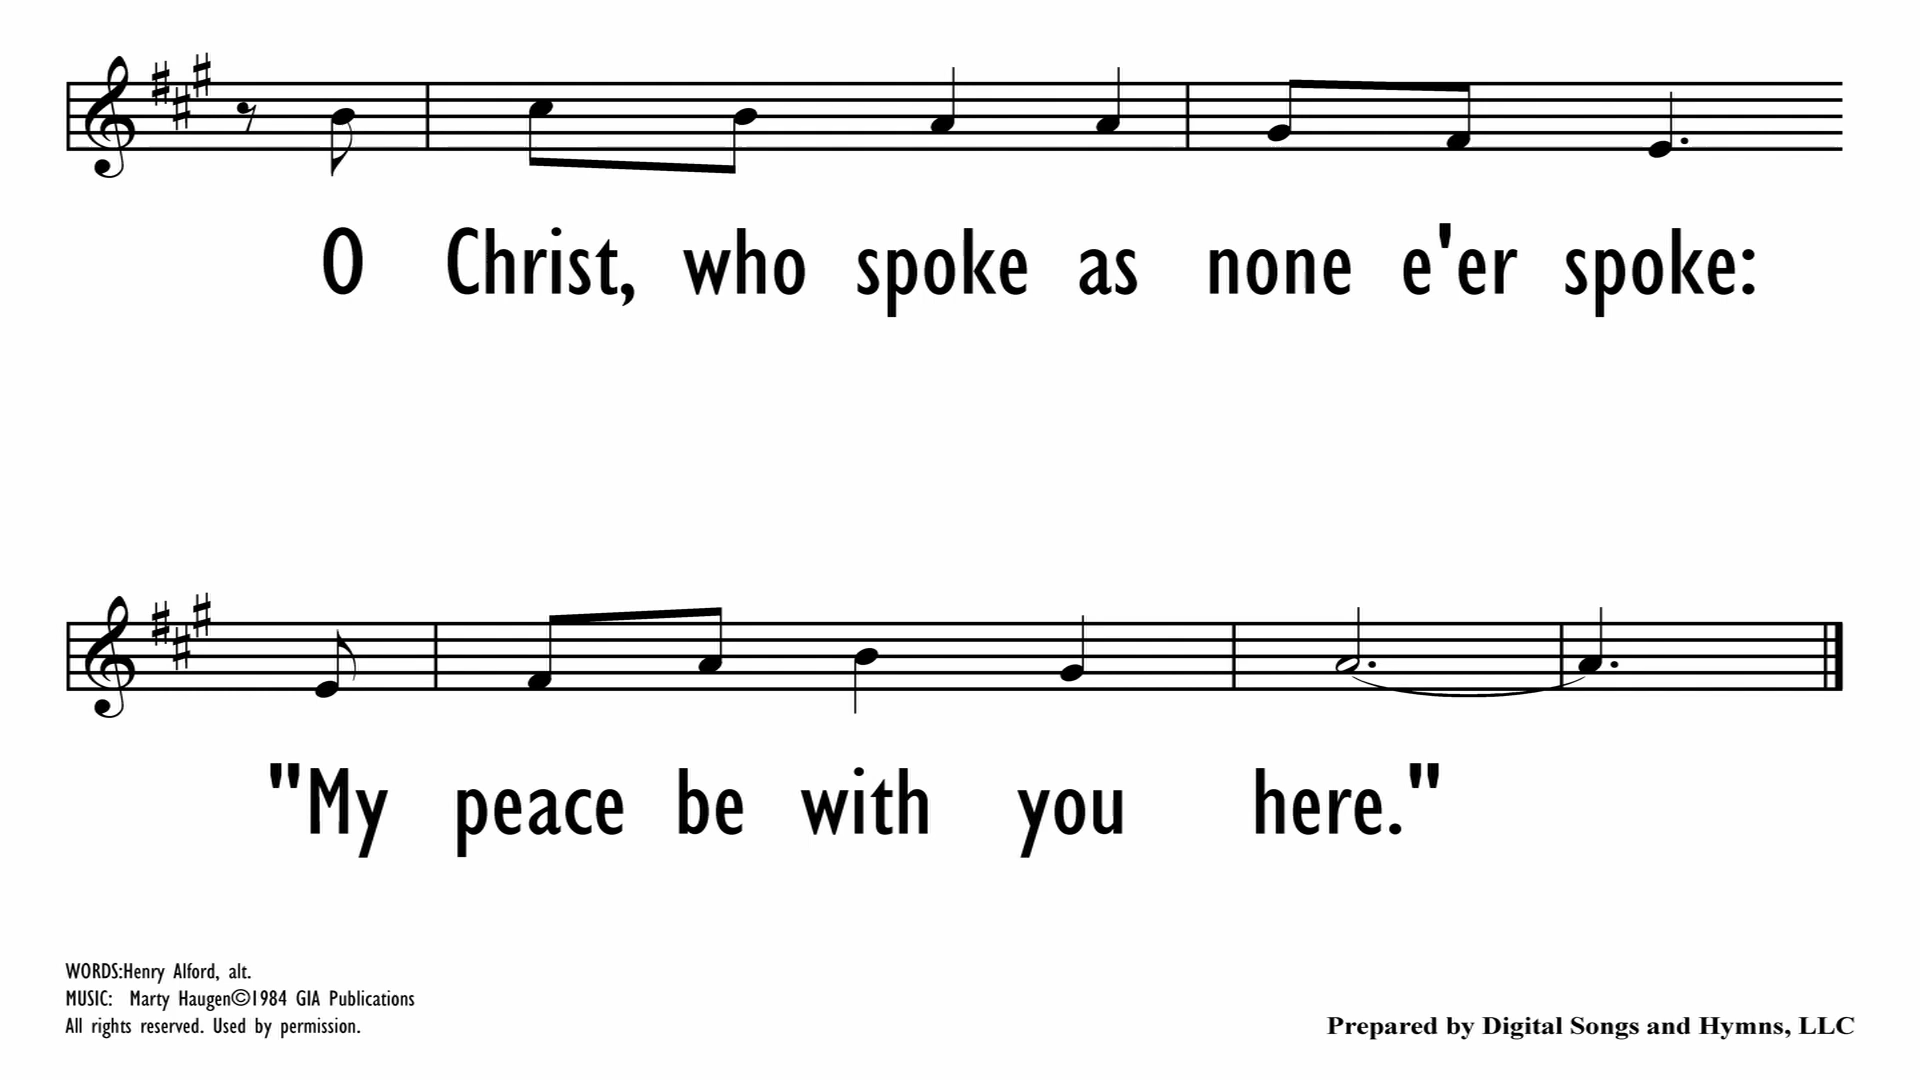 O Christ, who spoke as none e'er spoke:
"My peace be with you here."
WORDS:Henry Alford, alt.
MUSIC: Marty Haugen©1984 GIA Publications
All rights reserved. Used by permission.
Prepared by Digital Songs and Hymns, LLC